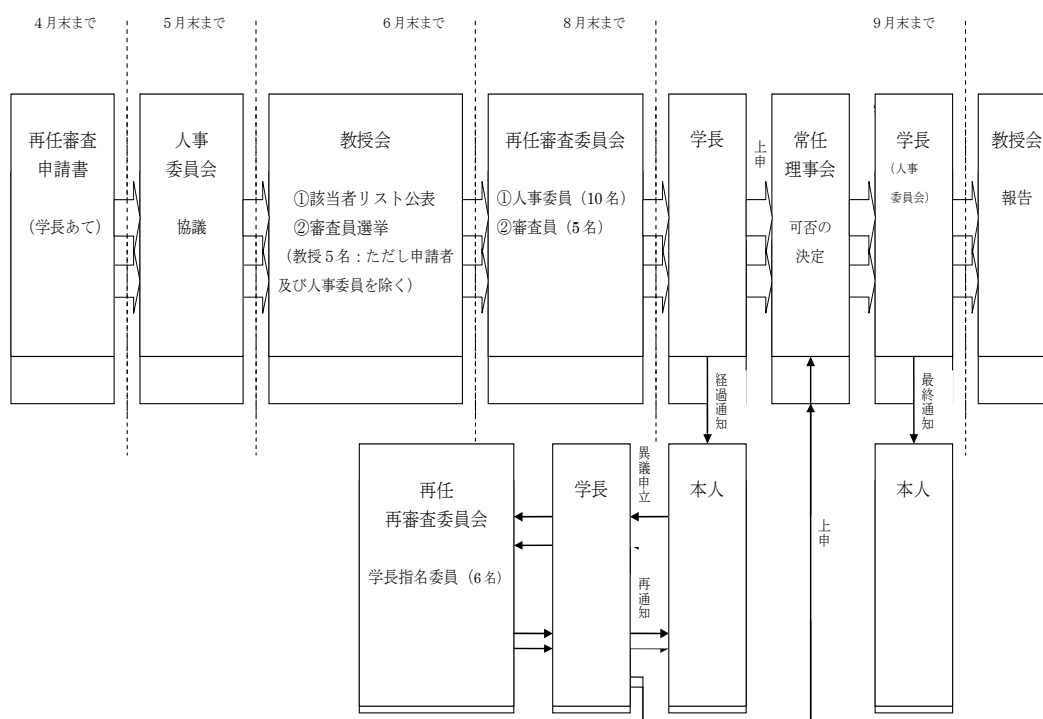 4月末まで
5月末まで
6月末まで
8月末まで
9月末まで
再任審査
申請書
(学長あて)
人事
委員会
協議
教授会
①該当者リスト公表
②審査員選挙
(教授5名:ただし申請者
及び人事委員を除く)
再任審査委員会
①人事委員(10名)
②審査員(5名)
学長
上申
常任
理事会
可否の
決定
学長
(人事
委員会)
教授会
報告
経過通知
最終通知
再任
再審査委員会
学長指名委員(6名)
学長
異議申立
再通知
本人
上申
本人